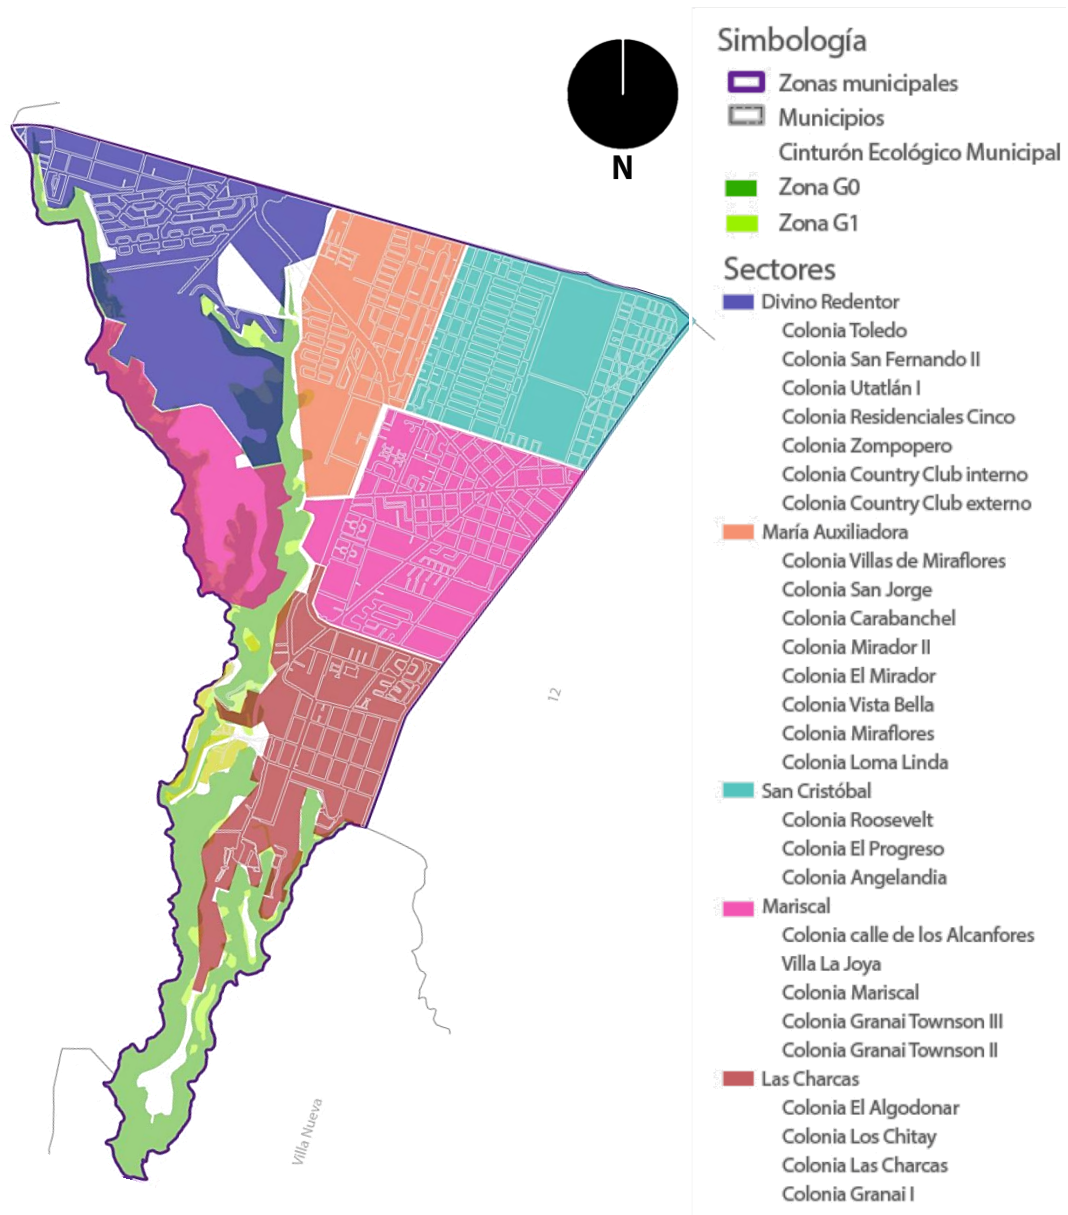 N
12
Villa Nueva
Simbología
Zonas municipales
Municipios
Cinturón Ecológico Municipal
Zona G0
Zona G1
Sectores
Divino Redentor
Colonia Toledo
Colonia San Fernando II
Colonia Utatlán I
Colonia Residenciales Cinco
Colonia Zompopero
Colonia Country Club interno
Colonia Country Club externo
María Auxiliadora
Colonia Villas de Miraflores
Colonia San Jorge
Colonia Carabanchel
Colonia Mirador II
Colonia El Mirador
Colonia Vista Bella
Colonia Miraflores
Colonia Loma Linda
San Cristóbal
Colonia Roosevelt
Colonia El Progreso
Colonia Angelandia
Mariscal
Colonia calle de los Alcanfores
Villa La Joya
Colonia Mariscal
Colonia Granai Townson III
Colonia Granai Townson II
Las Charcas
Colonia El Algodonar
Colonia Los Chitay
Colonia Las Charcas
Colonia Granai I